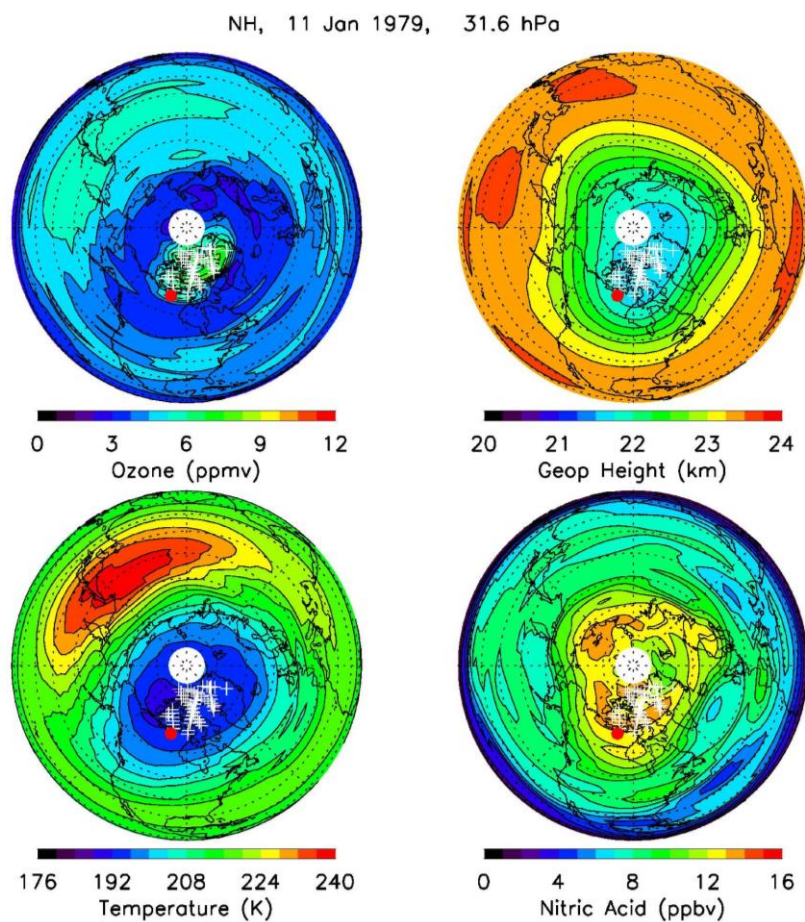 NH, 11 Jan 1979, 31.6 hPa
0 3 6 9 12
Ozone (ppmv)
20 21 22 23 24
Geop Height (km)
176 192 208 224 240
Temperature (K)
0 4 8 12 16
Nitric Acid (ppbv)